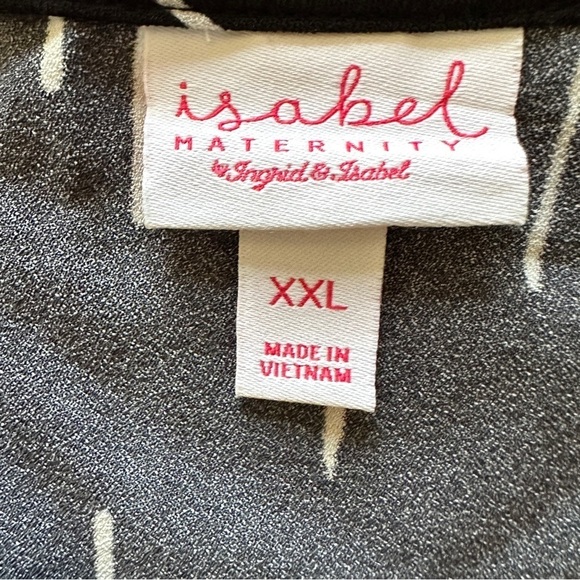 isabel
MATERNITY
by Ingrid & Isabel
XXL
MADE IN
VIETNAM